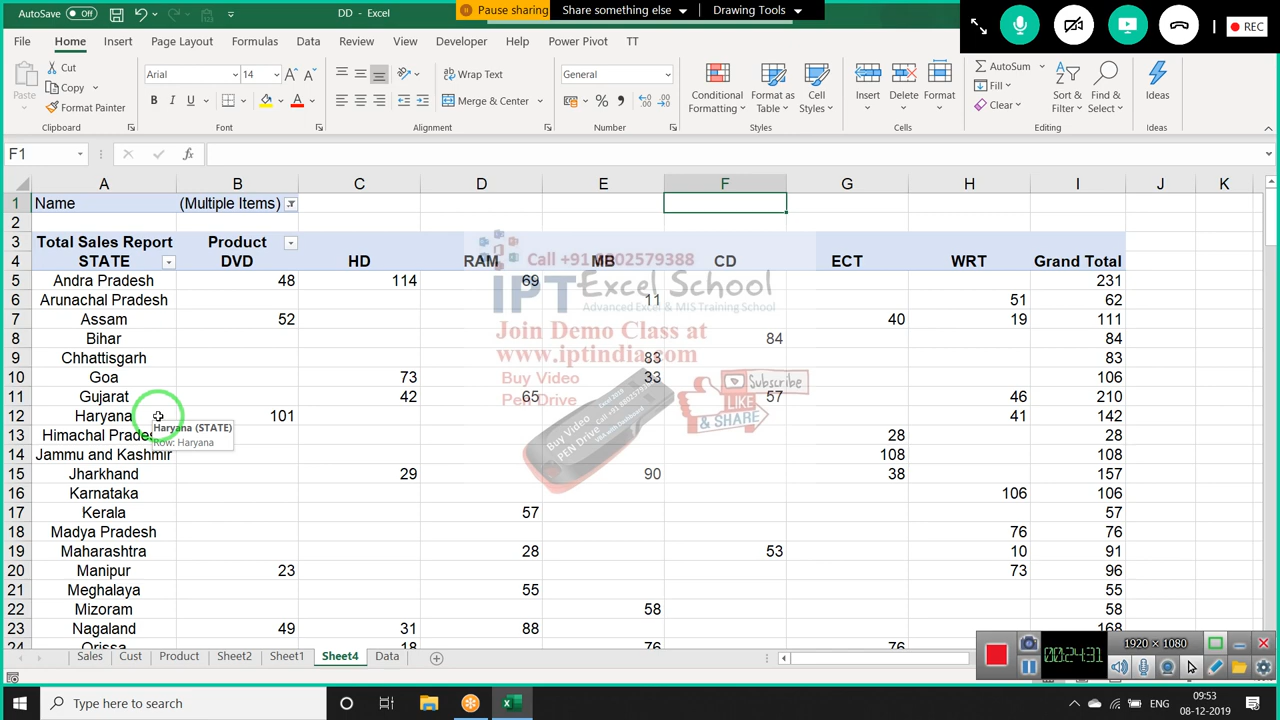 AutoSave Off DD - Excel Pause sharing Share something else Drawing Tools REC
File Home Insert Page Layout Formulas Data Review View Developer Help Power Pivot TT
Paste Cut Copy Format Painter Clipboard
Arial 14 B I U A Font
Wrap Text Merge & Center Alignment
General % Number
Conditional Formatting Format as Table Cell Styles Styles
Insert Delete Format Cells
AutoSum Fill Clear Sort & Filter Find & Select Editing
Ideas Ideas
F1 fx
A B C D E F G H I J K
1 Name (Multiple Items)
2
3 Total Sales Report Product
4 STATE DVD HD RAM MB CD ECT WRT Grand Total
5 Andra Pradesh 48 114 69 231
6 Arunachal Pradesh 11 51 62
7 Assam 52 40 19 111
8 Bihar 84 84
9 Chhattisgarh 83 83
10 Goa 73 33 106
11 Gujarat 42 65 57 46 210
12 Haryana 101 41 142
13 Himachal Prades 28 28
14 Jammu and Kashmir 108 108
15 Jharkhand 29 90 38 157
16 Karnataka 106 106
17 Kerala 57 57
18 Madya Pradesh 76 76
19 Maharashtra 28 53 10 91
20 Manipur 23 73 96
21 Meghalaya 55 55
22 Mizoram 58 58
23 Nagaland 49 31 88 168
24 Orissa 18 76 76
Haryana (STATE)
Row: Haryana
Call +91 9802579388
IPT Excel School
Advanced Excel & MIS Training School
Join Demo Class at
www.iptindia.com
Buy Video
Pen Drive
Buy Video
PEN Drive
Subscribe
LIKE
& SHARE
Sales Cust Product Sheet2 Sheet1 Sheet4 Data
00:24:31 1920 × 1080
Type here to search
ENG 09:53
08-12-2019